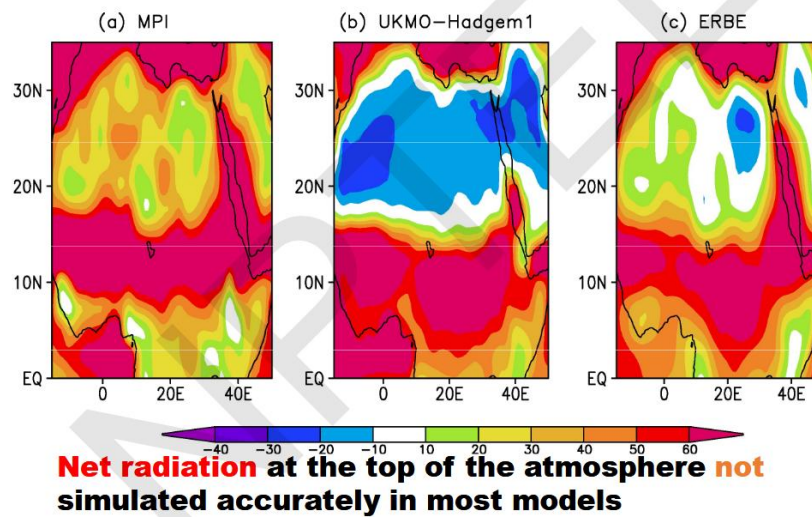 (a) MPI (b) UKMO-Hadgem1 (c) ERBE
30N 30N 30N
20N 20N 20N
10N 10N 10N
EQ EQ EQ
0 20E 40E 0 20E 40E 0 20E 40E
-40 -30 -20 -10 10 20 30 40 50 60
Net radiation at the top of the atmosphere not
simulated accurately in most models
NPTEL